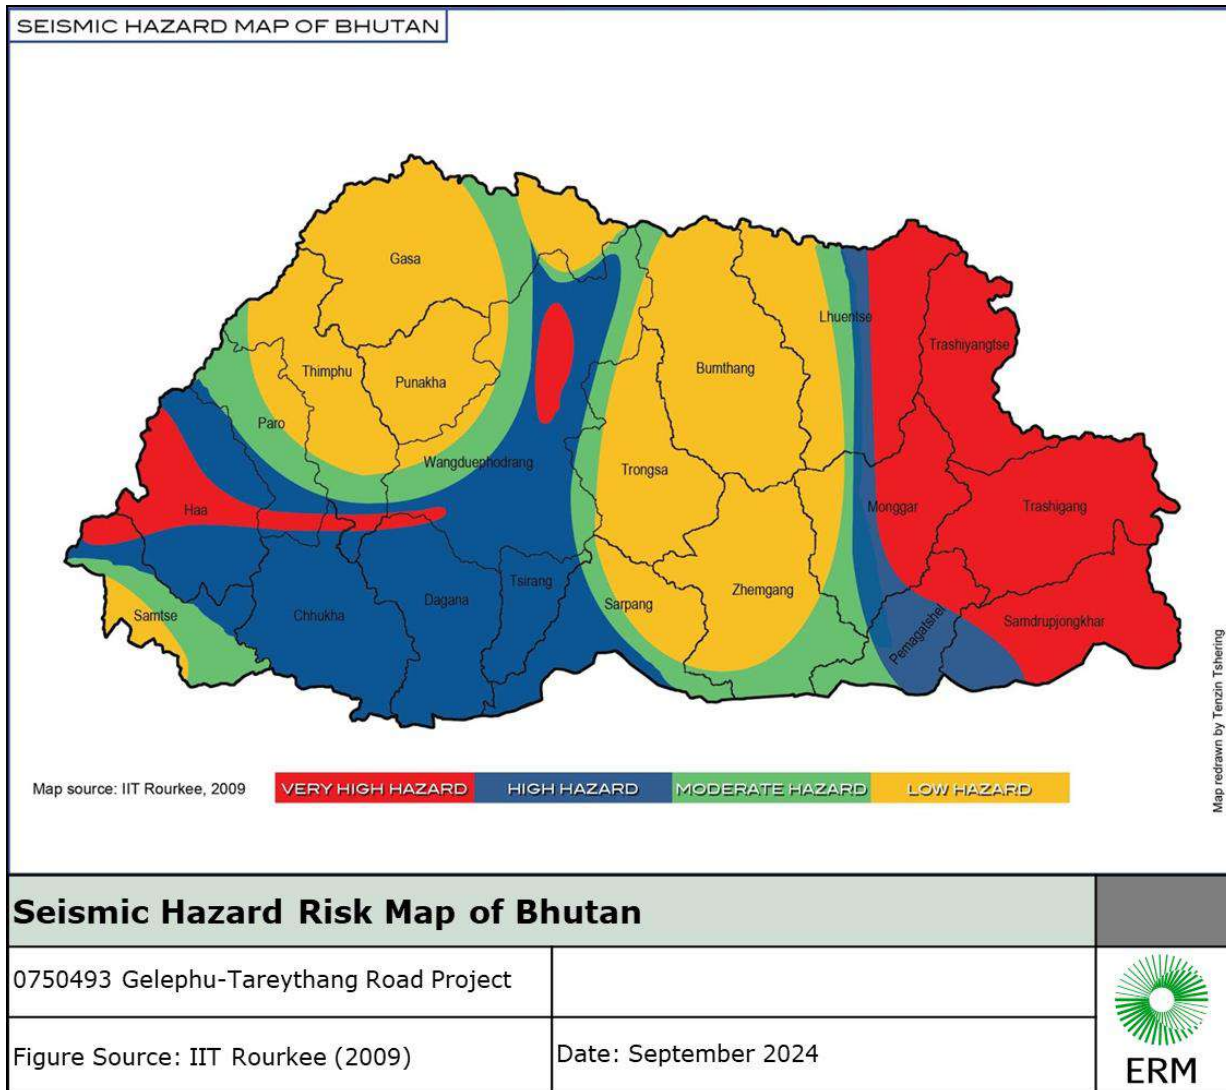 SEISMIC HAZARD MAP OF BHUTAN
Gasa
Lhuentse
Trashiyangtse
Thimphu
Punakha
Bumthang
Paro
Wangduephodrang
Trongsa
Haa
Monggar
Trashigang
Samtse
Chhukha
Dagana
Tsirang
Sarpang
Zhemgang
Pemagatshel
Samdrupjongkhar
Map source: IIT Rourkee, 2009
VERY HIGH HAZARD
HIGH HAZARD
MODERATE HAZARD
LOW HAZARD
Map redrawn by Tenzin Tshering
Seismic Hazard Risk Map of Bhutan
0750493 Gelephu-Tareythang Road Project
Figure Source: IIT Rourkee (2009)
Date: September 2024
ERM